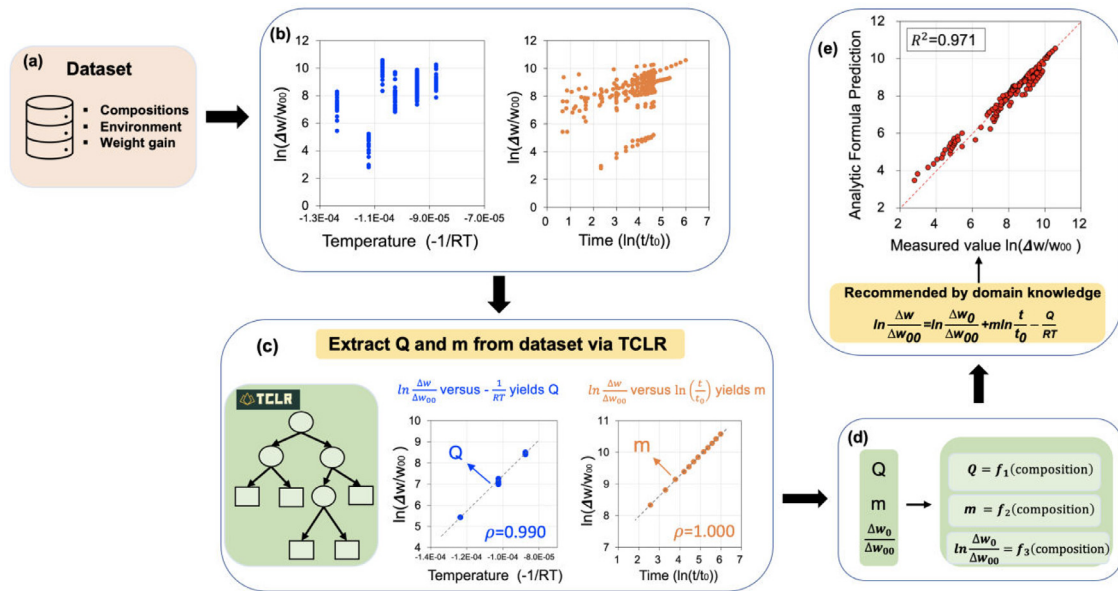 (a)
Dataset
▪ Compositions
▪ Environment
▪ Weight gain
(b)
ln(Δw/w00)
12
10
8
6
4
2
0
-1.3E-04 -1.1E-04 -9.0E-05 -7.0E-05
Temperature (-1/RT)
ln(Δw/w00)
12
10
8
6
4
2
0
0 1 2 3 4 5 6 7
Time (ln(t/t0))
(c)
Extract Q and m from dataset via TCLR
TCLR
ln Δw/Δw00 versus - 1/RT yields Q
ln(Δw/w00)
10
9
8
7
6
5
4
Q
ρ=0.990
-1.4E-04 -1.2E-04 -1.0E-04 -8.0E-05
Temperature (-1/RT)
ln Δw/Δw00 versus ln (t/t0) yields m
ln(Δw/w00)
11
10
9
8
7
m
ρ=1.000
1 2 3 4 5 6 7
Time (ln(t/t0))
(d)
Q
m
Δw0/Δw00
Q = f1(composition)
m = f2(composition)
ln Δw0/Δw00 = f3(composition)
(e)
R²=0.971
Analytic Formula Prediction
12
10
8
6
4
2
2 4 6 8 10 12
Measured value ln(Δw/w00)
Recommended by domain knowledge
ln Δw/Δw00=ln Δw0/Δw00+mln t/t0 − Q/RT